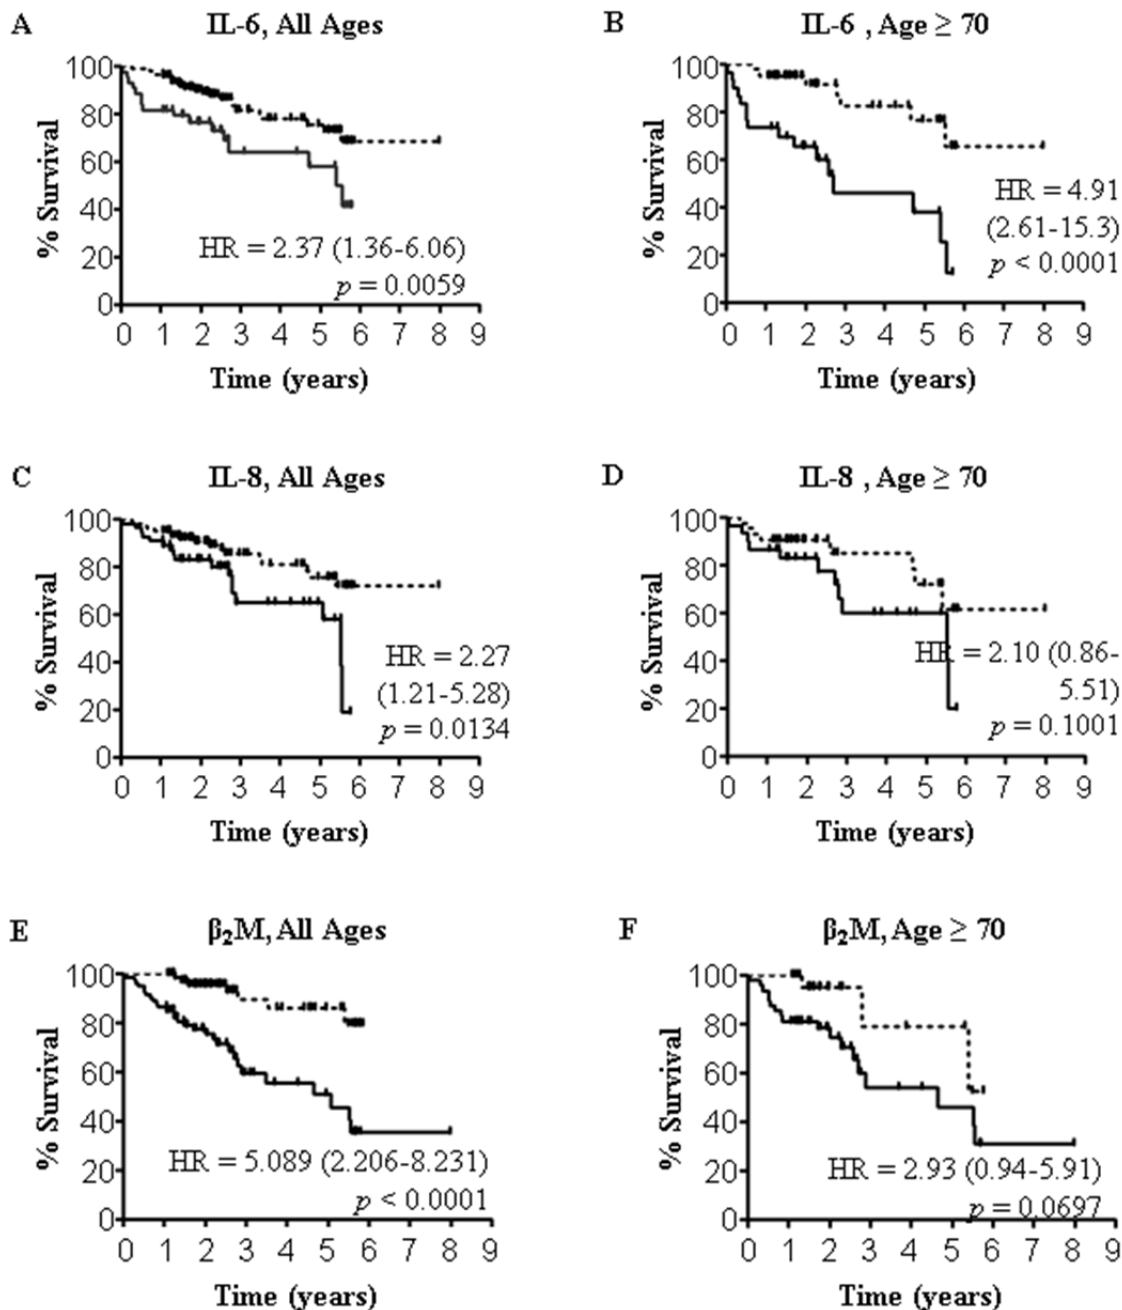 A
IL-6, All Ages
% Survival
100
80
60
40
20
0
HR = 2.37 (1.36-6.06)
p = 0.0059
0 1 2 3 4 5 6 7 8 9
Time (years)
B
IL-6 , Age ≥ 70
% Survival
100
80
60
40
20
0
HR = 4.91
(2.61-15.3)
p < 0.0001
0 1 2 3 4 5 6 7 8 9
Time (years)
C
IL-8, All Ages
% Survival
100
80
60
40
20
0
HR = 2.27
(1.21-5.28)
p = 0.0134
0 1 2 3 4 5 6 7 8 9
Time (years)
D
IL-8 , Age ≥ 70
% Survival
100
80
60
40
20
0
HR = 2.10 (0.86-
5.51)
p = 0.1001
0 1 2 3 4 5 6 7 8 9
Time (years)
E
β₂M, All Ages
% Survival
100
80
60
40
20
0
HR = 5.089 (2.206-8.231)
p < 0.0001
0 1 2 3 4 5 6 7 8 9
Time (years)
F
β₂M, Age ≥ 70
% Survival
100
80
60
40
20
0
HR = 2.93 (0.94-5.91)
p = 0.0697
0 1 2 3 4 5 6 7 8 9
Time (years)